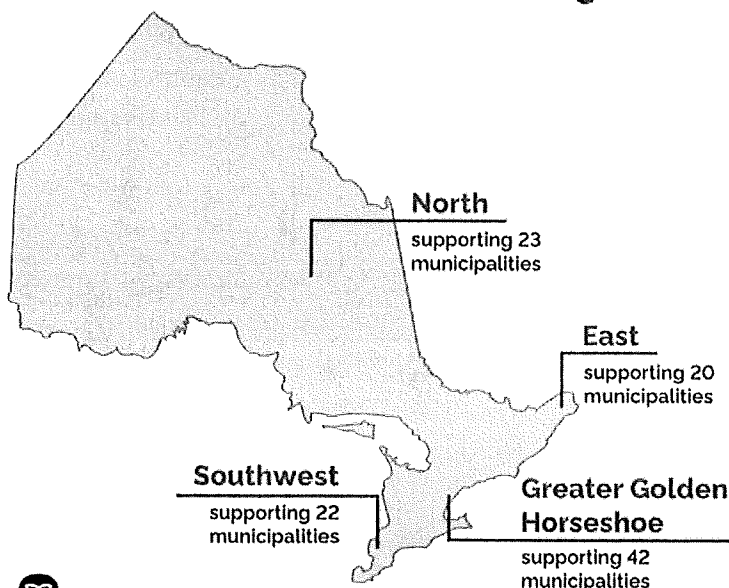 North
supporting 23
municipalities
East
supporting 20
municipalities
Southwest
supporting 22
municipalities
Greater Golden
Horseshoe
supporting 42
municipalities